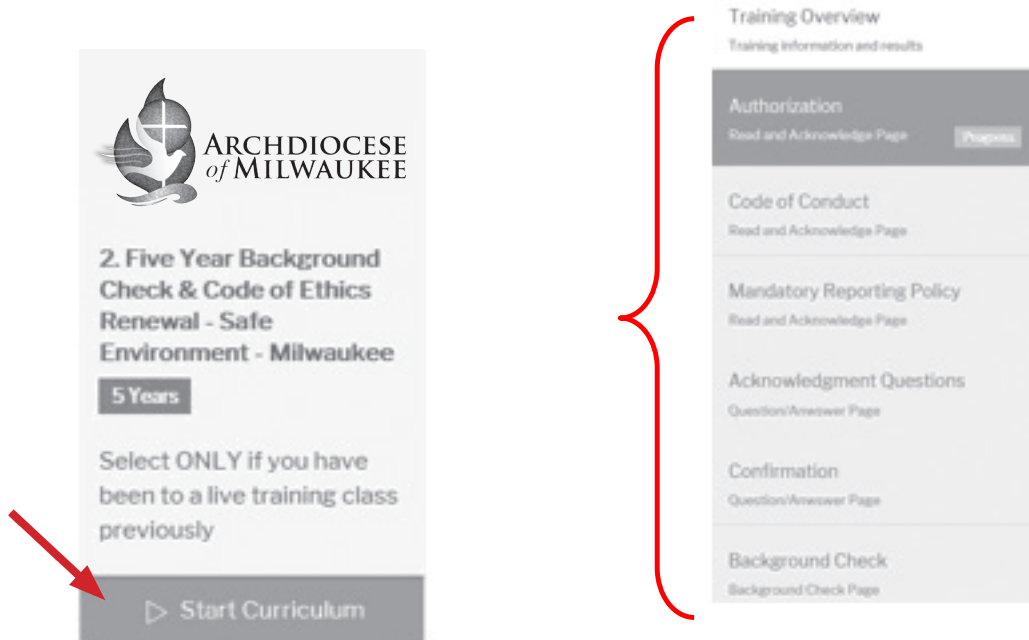 ARCHDIOCESE
of MILWAUKEE
2. Five Year Background
Check & Code of Ethics
Renewal - Safe
Environment - Milwaukee
5 Years
Select ONLY if you have
been to a live training class
previously
Start Curriculum
Training Overview
Training information and results
Authorization
Read and Acknowledge Page
Progress
Code of Conduct
Read and Acknowledge Page
Mandatory Reporting Policy
Read and Acknowledge Page
Acknowledgment Questions
Question/Anwswer Page
Confirmation
Question/Anwswer Page
Background Check
Background Check Page